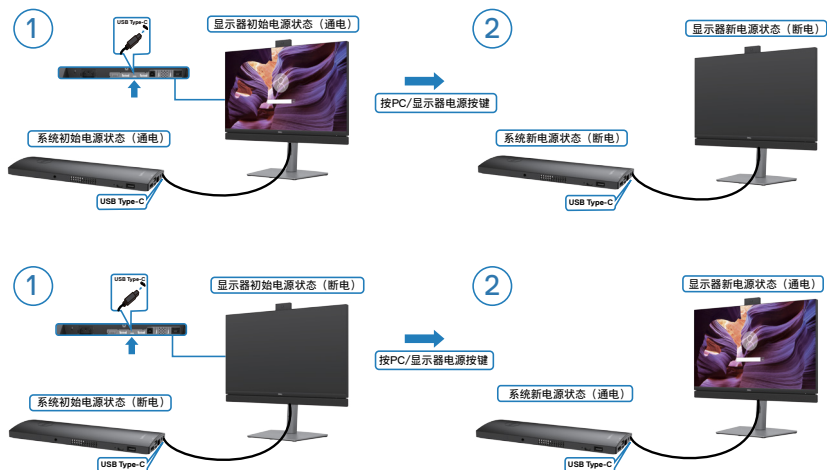 1
USB Type-C
显示器初始电源状态（通电）
系统初始电源状态（通电）
USB Type-C
按PC/显示器电源按键
2
显示器新电源状态（断电）
系统新电源状态（断电）
USB Type-C
1
USB Type-C
显示器初始电源状态（断电）
系统初始电源状态（断电）
USB Type-C
按PC/显示器电源按键
2
显示器新电源状态（通电）
系统新电源状态（通电）
USB Type-C